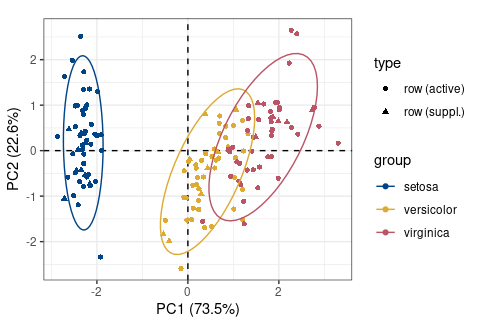 PC2 (22.6%)
2
1
0
-1
-2
-2
0
2
PC1 (73.5%)
type
row (active)
row (suppl.)
group
setosa
versicolor
virginica